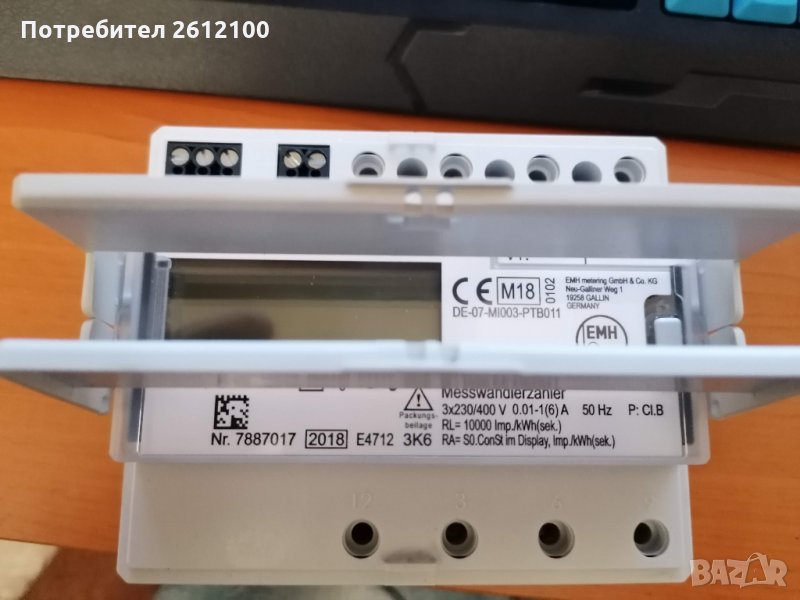 Потребител 2612100
CE M18 0102
EMH metering GmbH & Co. KG
Neu-Galliner Weg 1
19258 GALLIN
GERMANY
DE-07-MI003-PTB011
EMH
Messwandlerzähler
3x230/400 V 0.01-1(6) A 50 Hz P: Cl.B
Packungs-
beilage
RL= 10000 Imp./kWh(sek.)
Nr. 7887017 2018 E4712 3K6
RA= S0.ConSt im Display, Imp./kWh(sek.)
12 3 6 9
BAZAR